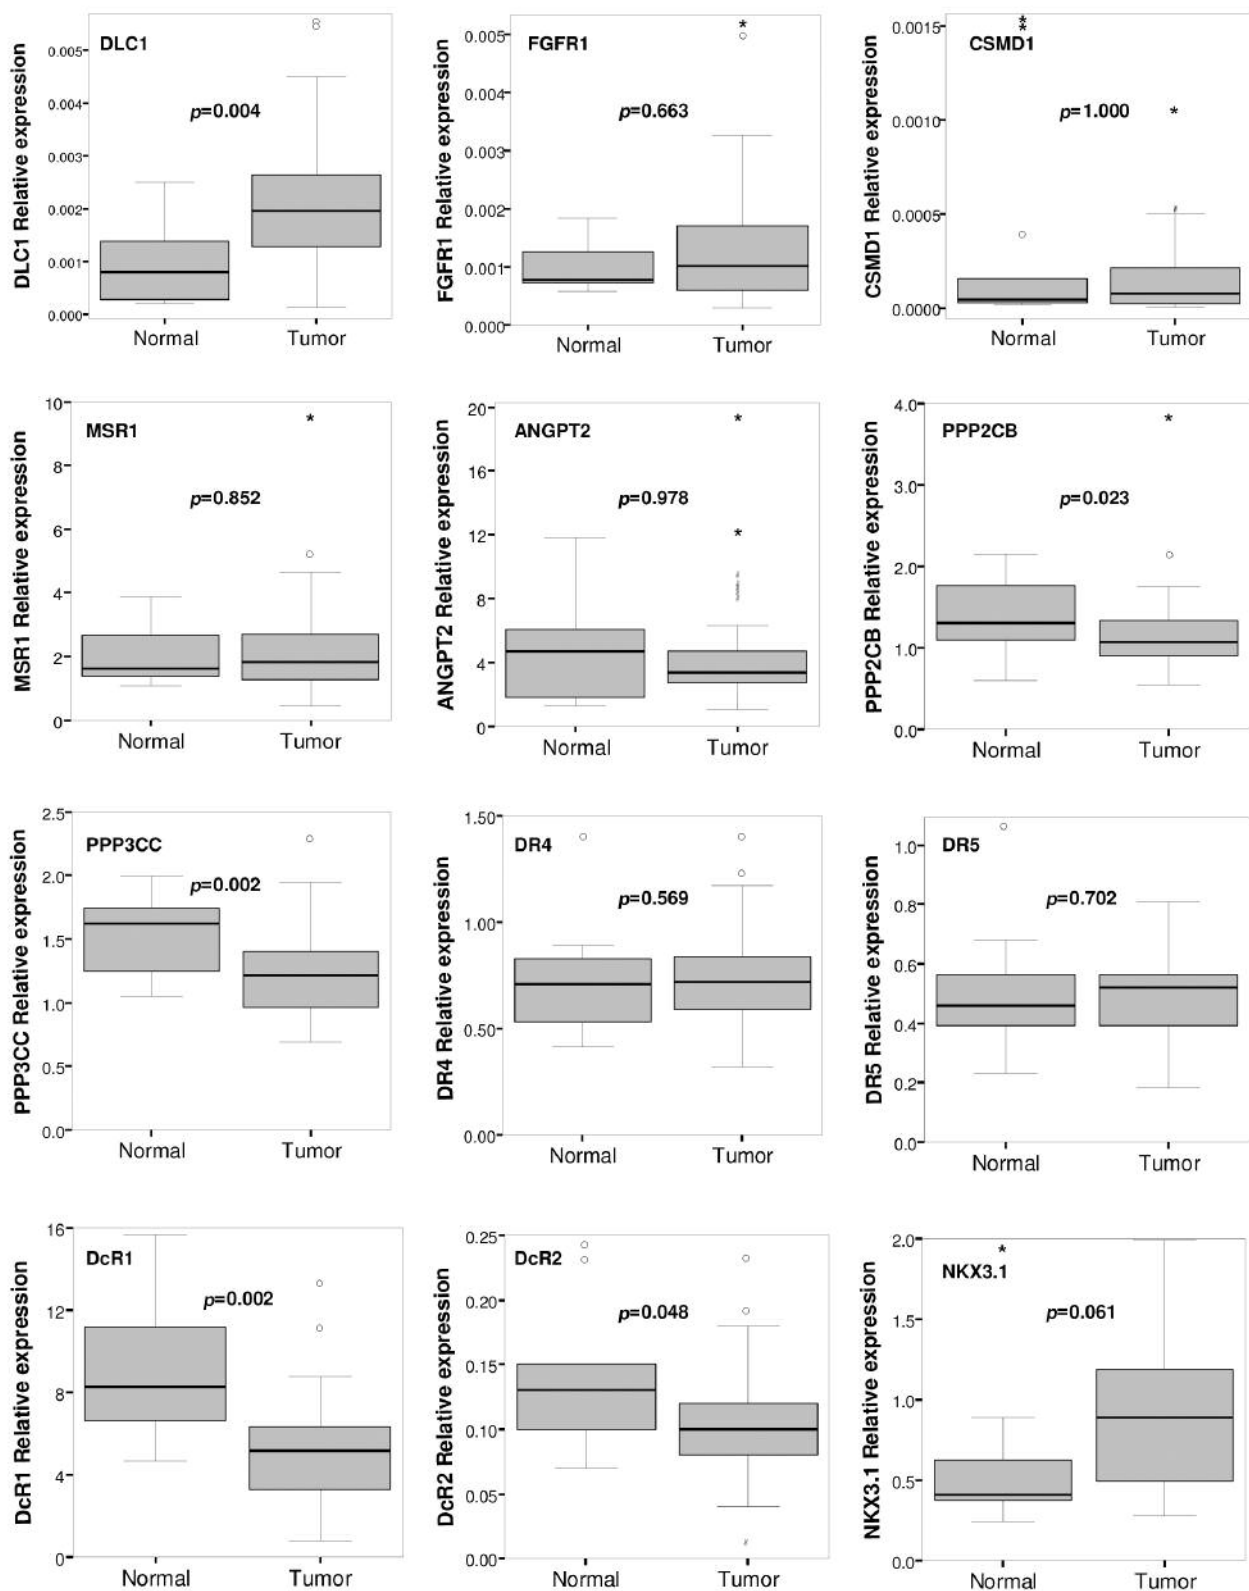 DLC1
p=0.004
DLC1 Relative expression
0.005
0.004
0.003
0.002
0.001
0.000
Normal Tumor
FGFR1
p=0.663
FGFR1 Relative expression
0.005
0.004
0.003
0.002
0.001
0.000
Normal Tumor
CSMD1
p=1.000
CSMD1 Relative expression
0.0015
0.0010
0.0005
0.0000
Normal Tumor
MSR1
p=0.852
MSR1 Relative expression
10
8
6
4
2
0
Normal Tumor
ANGPT2
p=0.978
ANGPT2 Relative expression
20
16
12
8
4
0
Normal Tumor
PPP2CB
p=0.023
PPP2CB Relative expression
4.0
3.0
2.0
1.0
0.0
Normal Tumor
PPP3CC
p=0.002
PPP3CC Relative expression
2.5
2.0
1.5
1.0
0.5
0.0
Normal Tumor
DR4
p=0.569
DR4 Relative expression
1.50
1.00
0.50
0.00
Normal Tumor
DR5
p=0.702
DR5 Relative expression
1.0
0.8
0.6
0.4
0.2
0.0
Normal Tumor
DcR1
p=0.002
DcR1 Relative expression
16
12
8
4
0
Normal Tumor
DcR2
p=0.048
DcR2 Relative expression
0.25
0.20
0.15
0.10
0.05
0.00
Normal Tumor
NKX3.1
p=0.061
NKX3.1 Relative expression
2.0
1.5
1.0
0.5
0.0
Normal Tumor